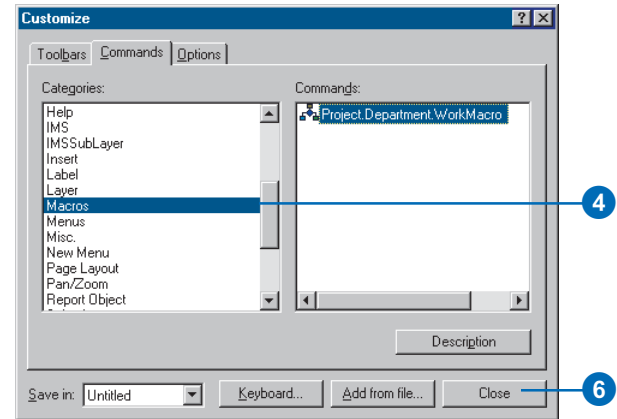 Customize
Toolbars Commands Options
Categories: Commands:
Help
IMS
IMSSubLayer
Insert
Label
Layer
Macros
Menus
Misc.
New Menu
Page Layout
Pan/Zoom
Report Object
Project.Department.WorkMacro
4
Description
Save in: Untitled Keyboard... Add from file... Close
6